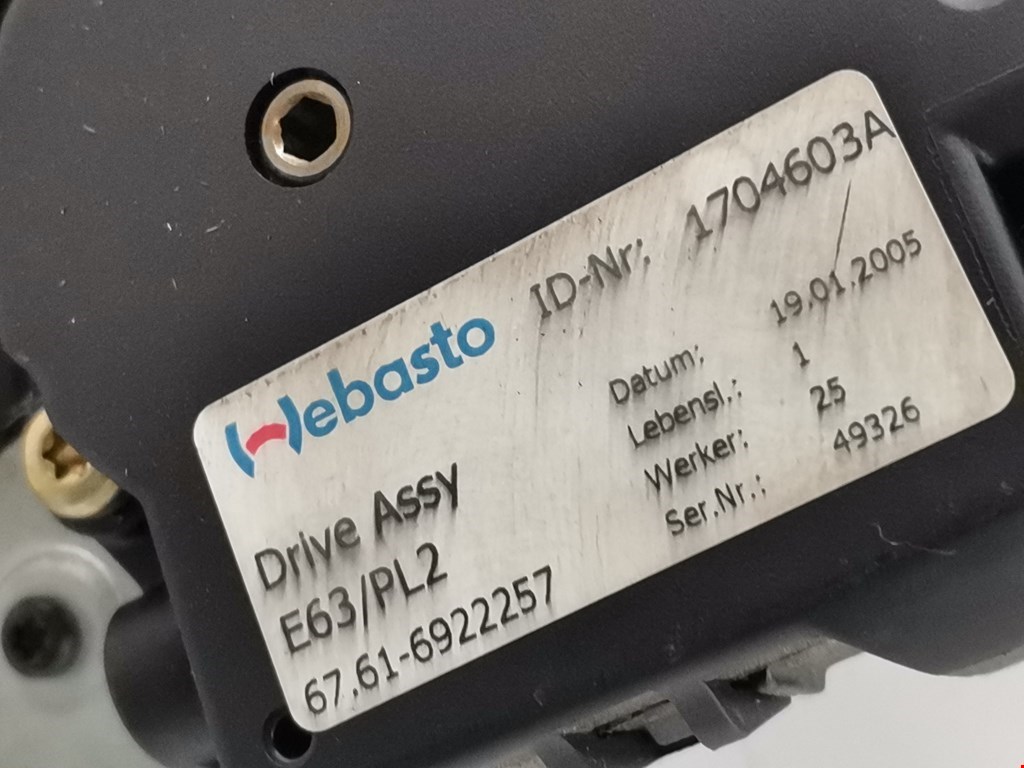 Webasto
ID-Nr: 1704603A
Drive Assy
E63/PL2
67.61-6922257
Datum: 19.01.2005
Lebensl.: 1
Werker: 25
Ser.Nr.: 49326